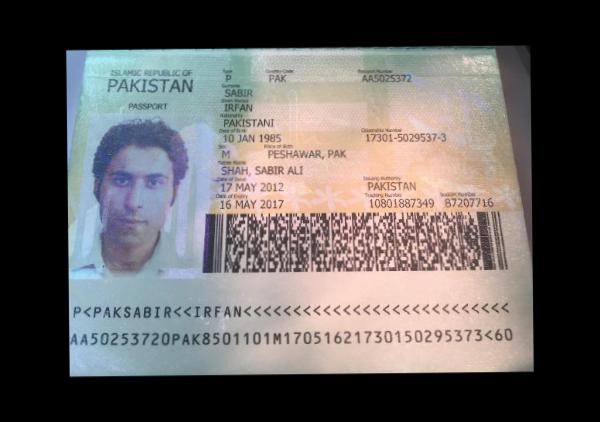 ISLAMIC REPUBLIC OF
PAKISTAN
PASSPORT
Type Country Code Passport Number
P PAK AA5025372
Surname
SABIR
Given Names
IRFAN
Nationality
PAKISTANI
Date of Birth Citizenship Number
10 JAN 1985 17301-5029537-3
Sex Place of Birth
M PESHAWAR, PAK
Father Name
SHAH, SABIR ALI
Date of Issue Issuing Authority
17 MAY 2012 PAKISTAN
Date of Expiry Tracking Number Booklet Number
16 MAY 2017 10801887349 87207716
P<PAKSABIR<<IRFAN<<<<<<<<<<<<<<<<<<<<<<<<<<<
AA50253720PAK8501101M17051621730150295373<60